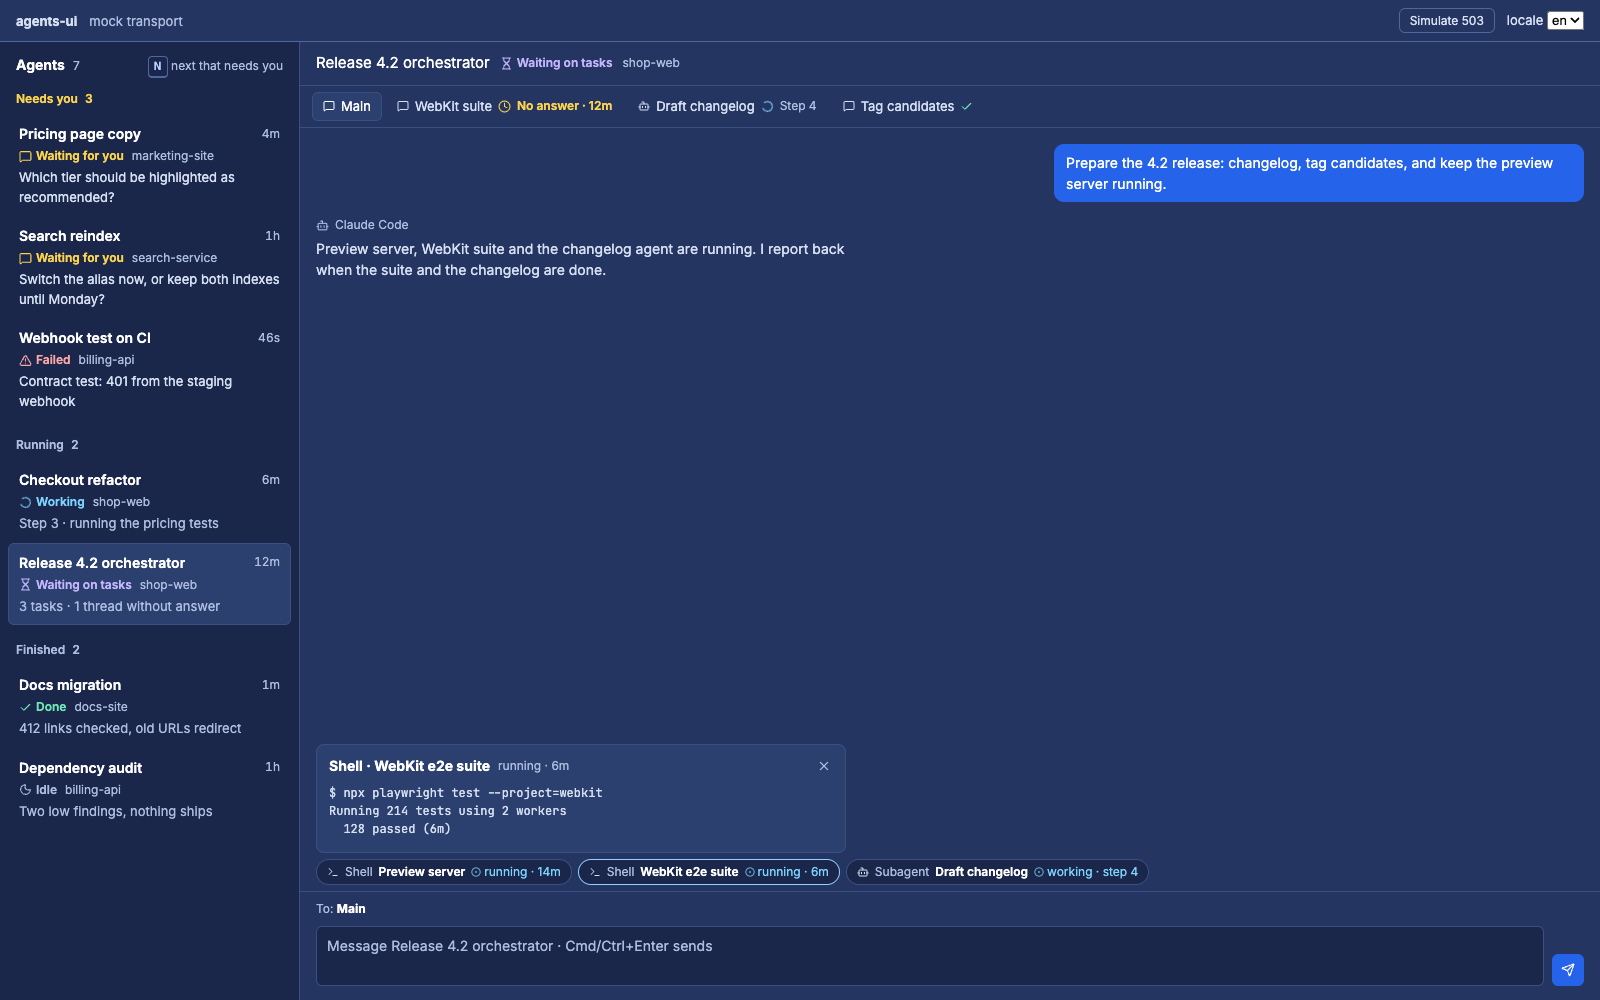 agents-ui mock transport
Simulate 503 locale en
Agents 7
N next that needs you
Needs you 3
Pricing page copy 4m
Waiting for you marketing-site
Which tier should be highlighted as
recommended?
Search reindex 1h
Waiting for you search-service
Switch the alias now, or keep both indexes
until Monday?
Webhook test on CI 46s
Failed billing-api
Contract test: 401 from the staging
webhook
Running 2
Checkout refactor 6m
Working shop-web
Step 3 · running the pricing tests
Release 4.2 orchestrator 12m
Waiting on tasks shop-web
3 tasks · 1 thread without answer
Finished 2
Docs migration 1m
Done docs-site
412 links checked, old URLs redirect
Dependency audit 1h
Idle billing-api
Two low findings, nothing ships
Release 4.2 orchestrator Waiting on tasks shop-web
Main WebKit suite No answer · 12m Draft changelog Step 4 Tag candidates
Prepare the 4.2 release: changelog, tag candidates, and keep the preview
server running.
Claude Code
Preview server, WebKit suite and the changelog agent are running. I report back
when the suite and the changelog are done.
Shell · WebKit e2e suite running · 6m
$ npx playwright test --project=webkit
Running 214 tests using 2 workers
128 passed (6m)
Shell Preview server running · 14m
Shell WebKit e2e suite running · 6m
Subagent Draft changelog working · step 4
To: Main
Message Release 4.2 orchestrator · Cmd/Ctrl+Enter sends